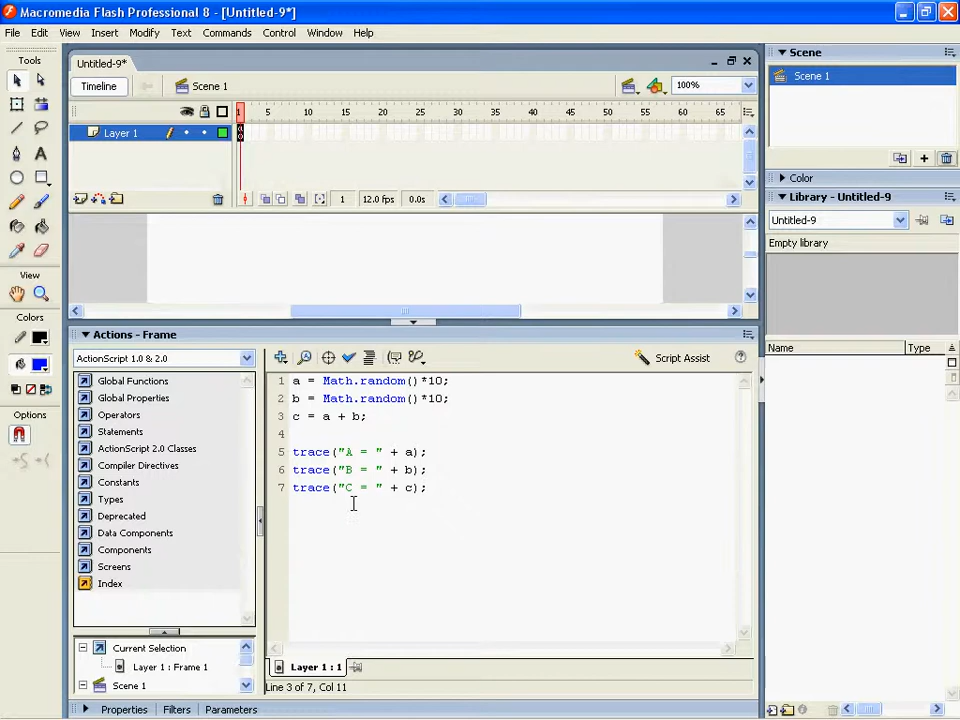 Macromedia Flash Professional 8 - [Untitled-9*]
File Edit View Insert Modify Text Commands Control Window Help
Tools
View
Colors
Options
Untitled-9*
Timeline
Scene 1
100%
1 5 10 15 20 25 30 35 40 45 50 55 60 65
Layer 1
1 12.0 fps 0.0s
Actions - Frame
ActionScript 1.0 & 2.0
Global Functions
Global Properties
Operators
Statements
ActionScript 2.0 Classes
Compiler Directives
Constants
Types
Deprecated
Data Components
Components
Screens
Index
Current Selection
Layer 1 : Frame 1
Scene 1
Script Assist
1 a = Math.random()*10;
2 b = Math.random()*10;
3 c = a + b;
4
5 trace("A = " + a);
6 trace("B = " + b);
7 trace("C = " + c);
Layer 1 : 1
Line 3 of 7, Col 11
Properties Filters Parameters
Scene
Scene 1
Color
Library - Untitled-9
Untitled-9
Empty library
Name Type